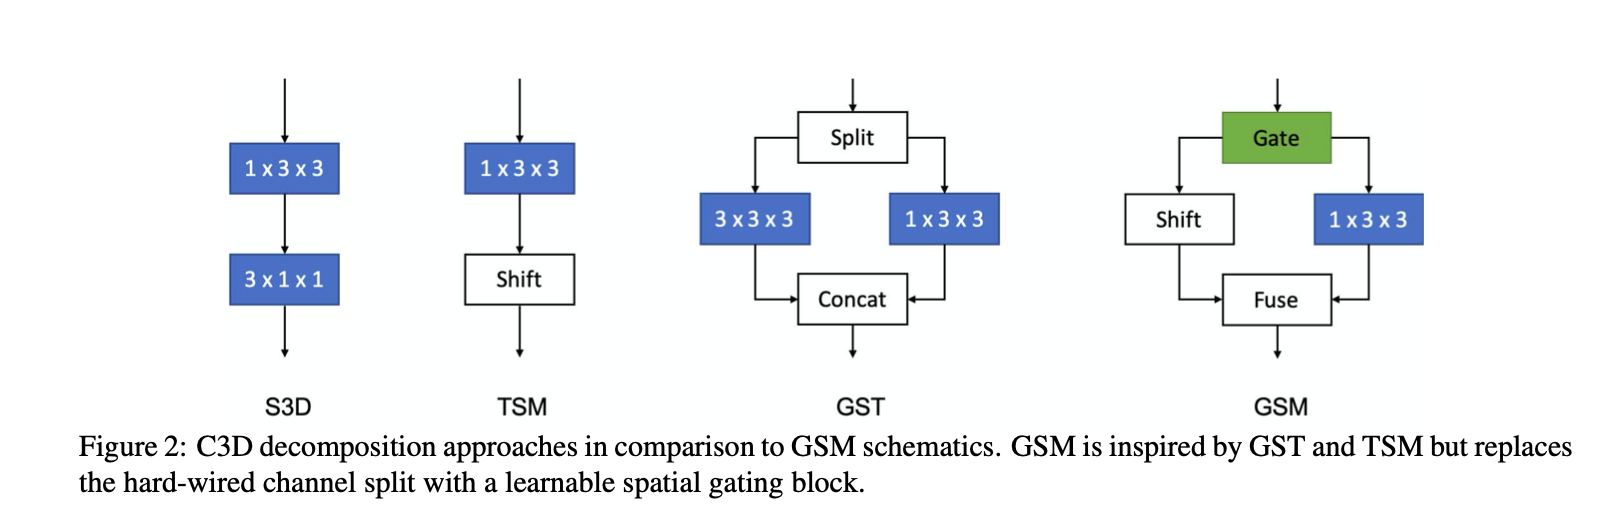 Split
Gate
1 x 3 x 3
1 x 3 x 3
3 x 3 x 3
1 x 3 x 3
Shift
1 x 3 x 3
3 x 1 x 1
Shift
Concat
Fuse
S3D
TSM
GST
GSM
Figure 2: C3D decomposition approaches in comparison to GSM schematics. GSM is inspired by GST and TSM but replaces
the hard-wired channel split with a learnable spatial gating block.